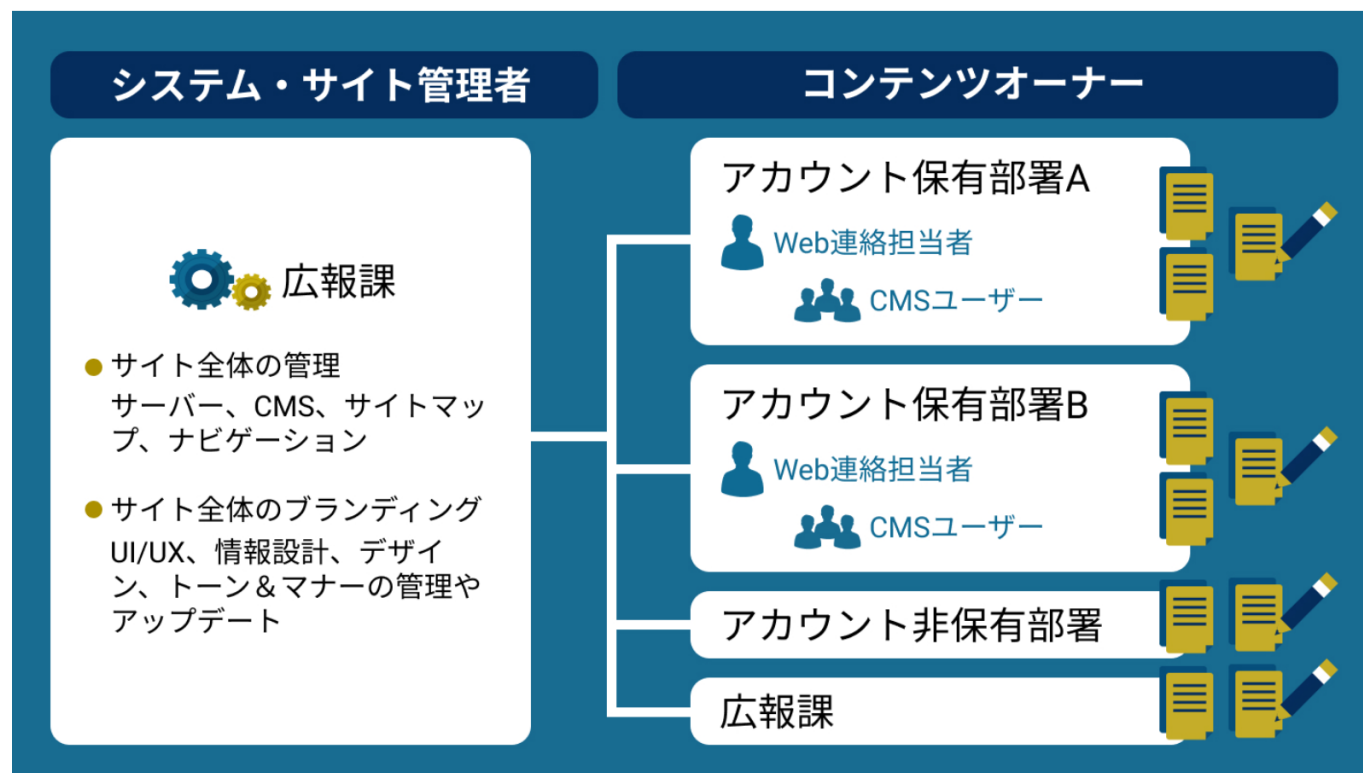 システム・サイト管理者
コンテンツオーナー
広報課
サイト全体の管理
サーバー、CMS、サイトマッ
プ、ナビゲーション
サイト全体のブランディング
UI/UX、情報設計、デザイ
ン、トーン＆マナーの管理や
アップデート
アカウント保有部署A
Web連絡担当者
CMSユーザー
アカウント保有部署B
Web連絡担当者
CMSユーザー
アカウント非保有部署
広報課